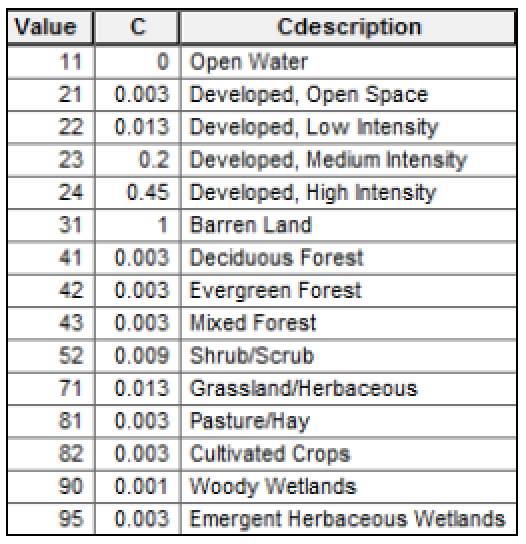 Value C Cdescription
11 0 Open Water
21 0.003 Developed, Open Space
22 0.013 Developed, Low Intensity
23 0.2 Developed, Medium Intensity
24 0.45 Developed, High Intensity
31 1 Barren Land
41 0.003 Deciduous Forest
42 0.003 Evergreen Forest
43 0.003 Mixed Forest
52 0.009 Shrub/Scrub
71 0.013 Grassland/Herbaceous
81 0.003 Pasture/Hay
82 0.003 Cultivated Crops
90 0.001 Woody Wetlands
95 0.003 Emergent Herbaceous Wetlands